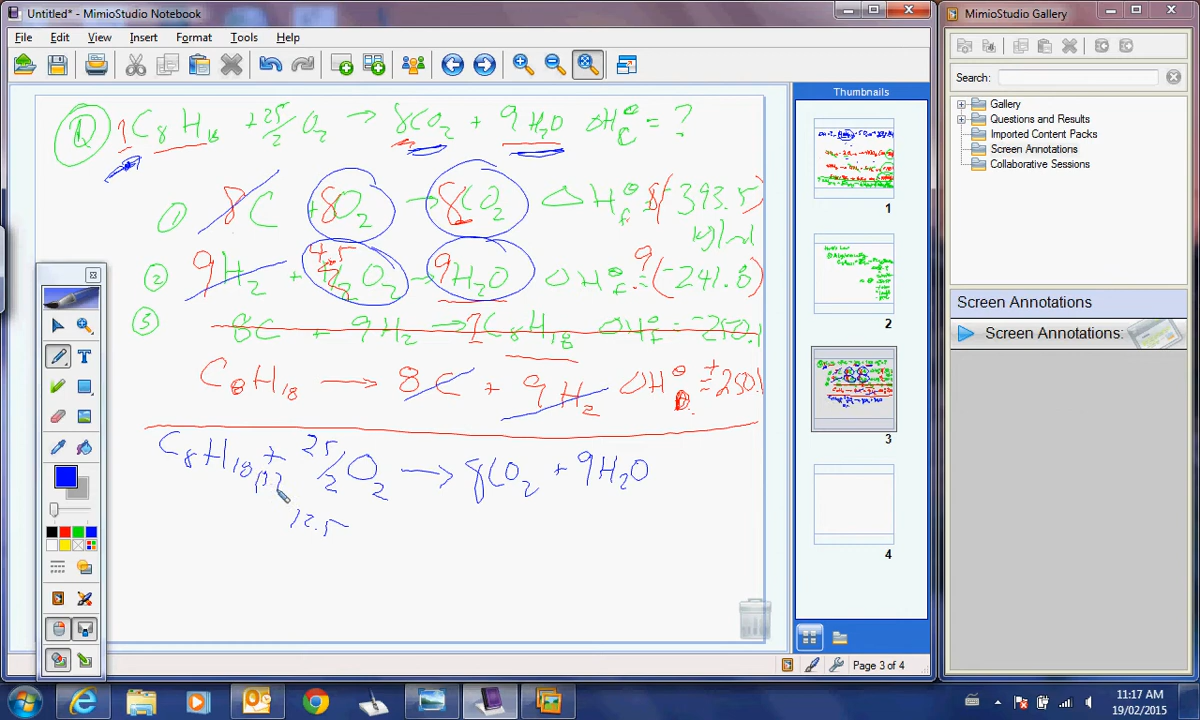 Untitled* - MimioStudio Notebook
File Edit View Insert Format Tools Help
Q 1C8H18 + 25/2 O2 → 8CO2 + 9H2O ΔH°c = ?
① 8C + 8O2 → 8CO2 ΔH°f 8(-393.5)
② 9H2 + O2 → 9H2O ΔH°f = 9(-241.8)
③ 8C + 9H2 → 1C8H18 ΔH°f = -250.1
C8H18 → 8C + 9H2 ΔH° = +250.1
C8H18 + 25/2 O2 → 8CO2 + 9H2O
12.5
Page 3 of 4
Thumbnails
1
2
3
4
MimioStudio Gallery
Search:
Gallery
Questions and Results
Imported Content Packs
Screen Annotations
Collaborative Sessions
Screen Annotations
Screen Annotations:
11:17 AM
19/02/2015